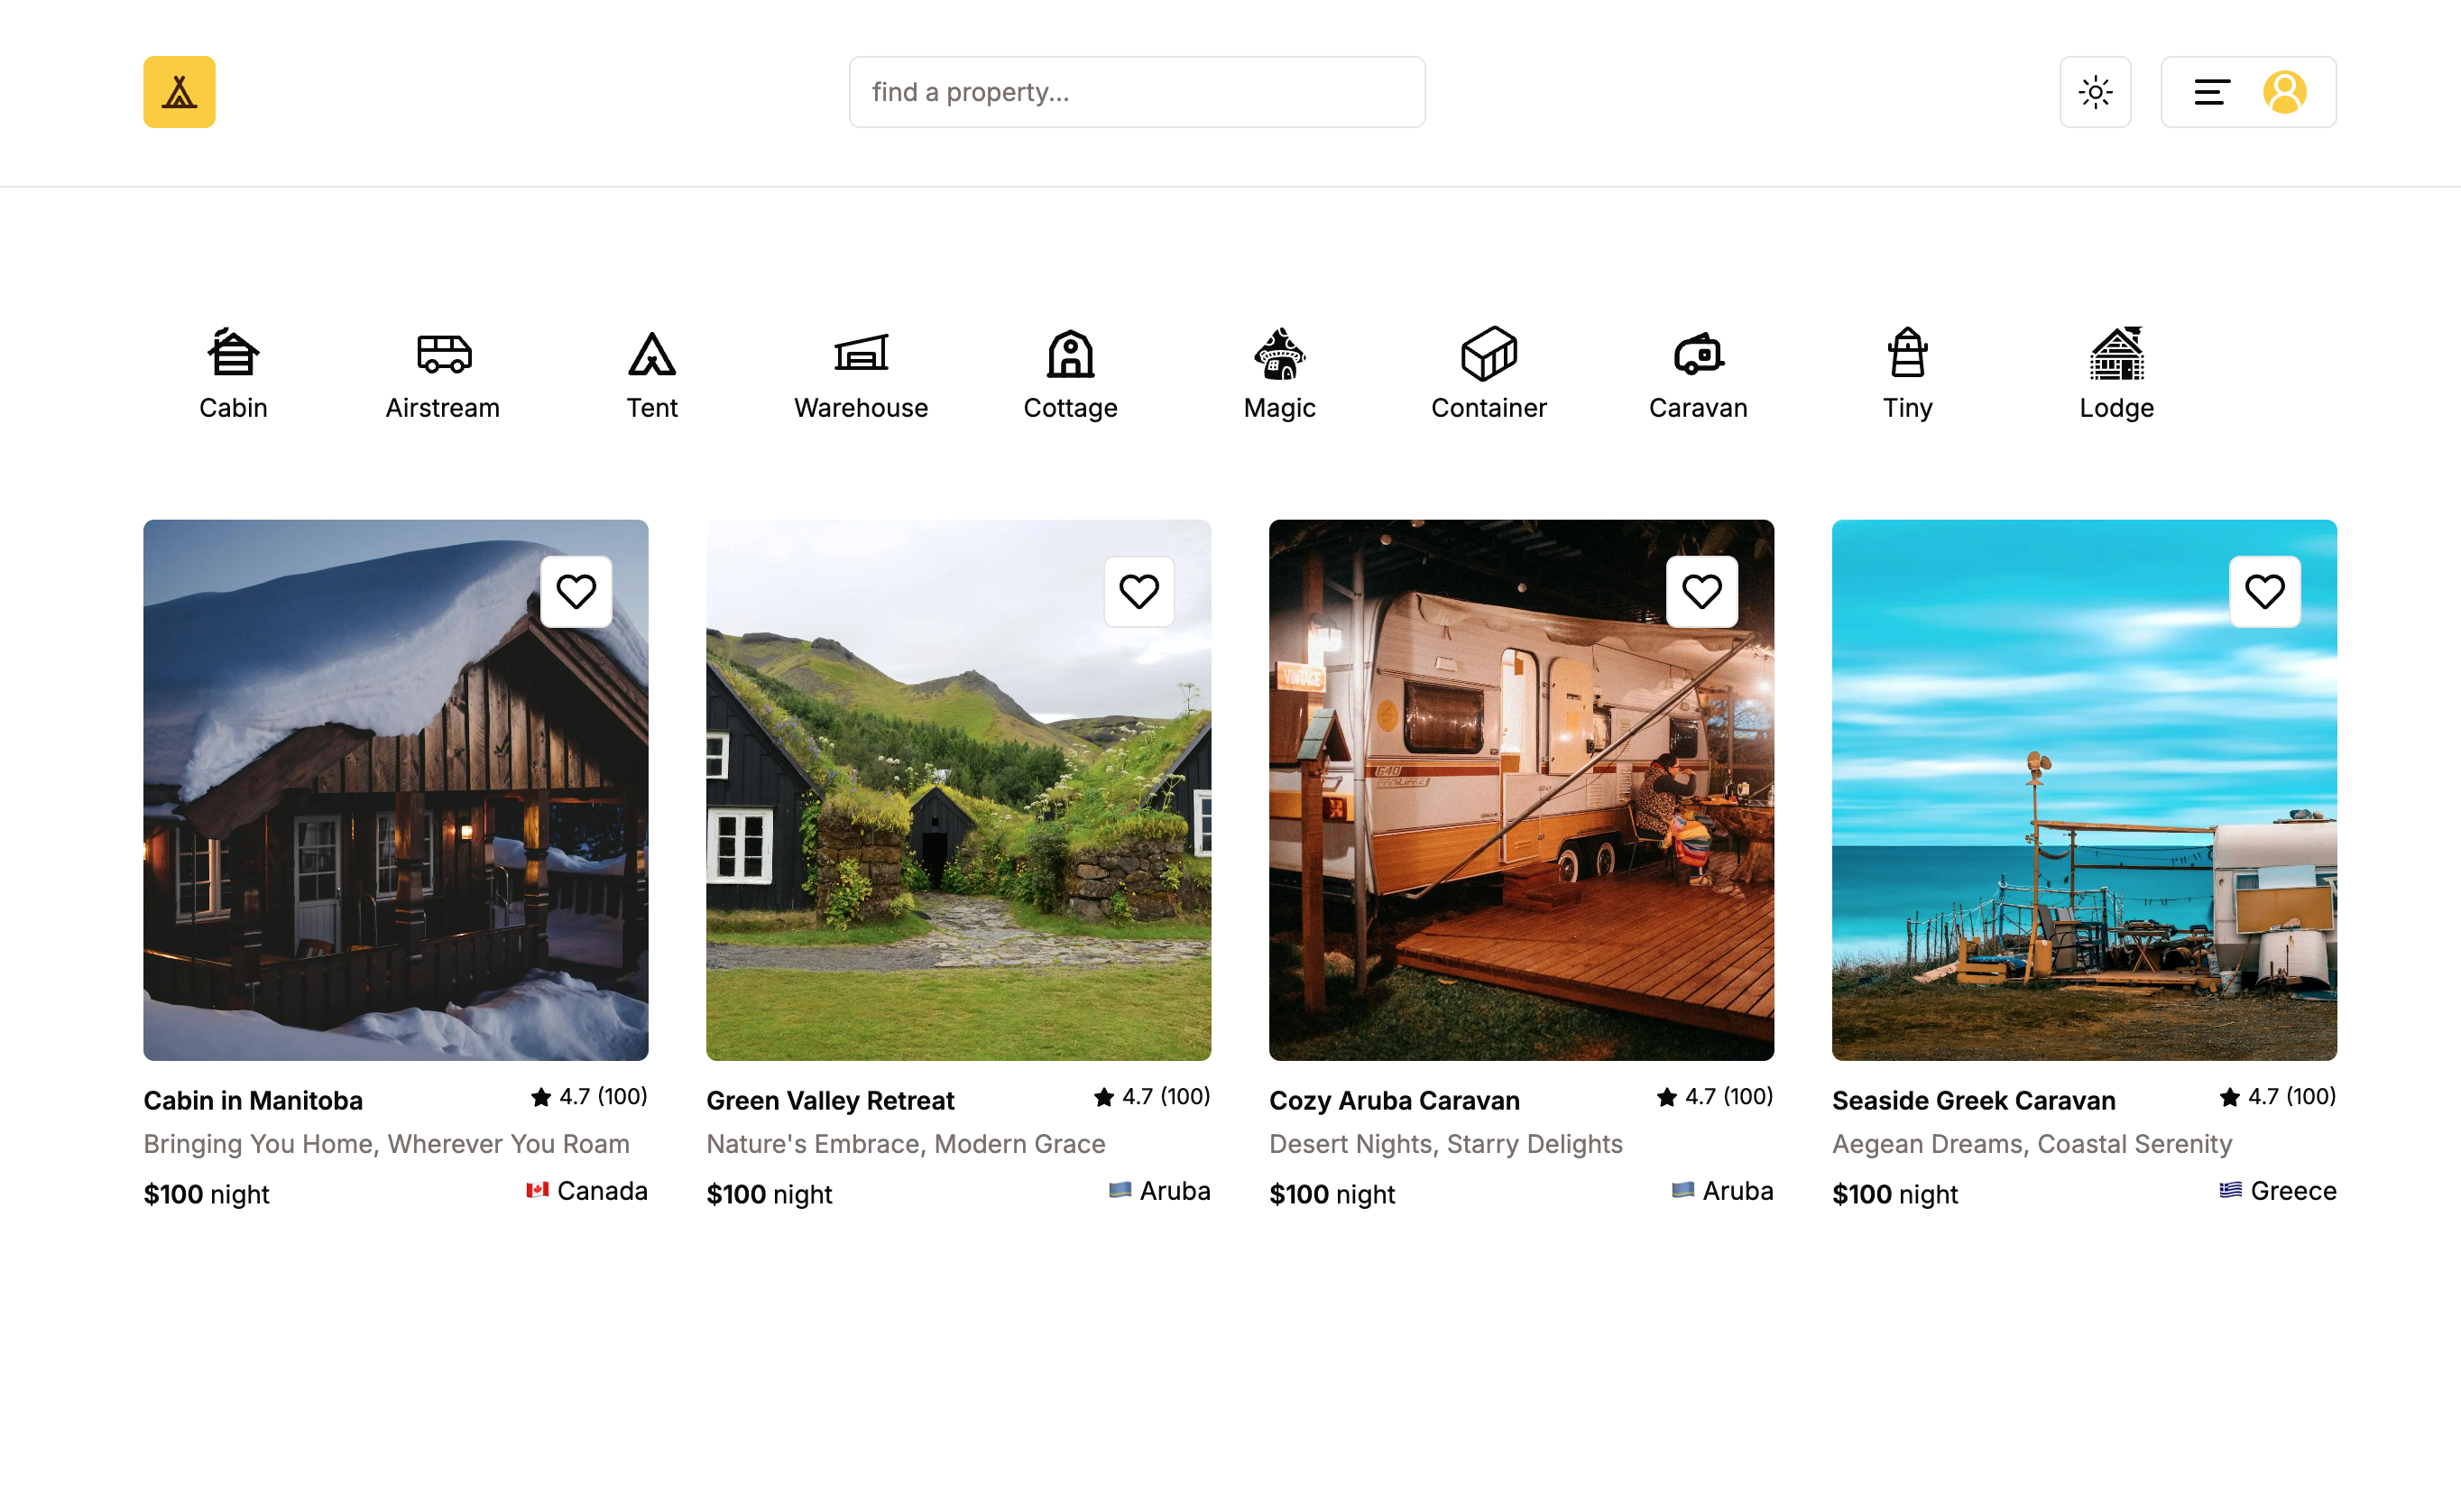 find a property...
Cabin
Airstream
Tent
Warehouse
Cottage
Magic
Container
Caravan
Tiny
Lodge
VINTAGE
640
Cabin in Manitoba
4.7 (100)
Bringing You Home, Wherever You Roam
$100 night
Canada
Green Valley Retreat
4.7 (100)
Nature's Embrace, Modern Grace
$100 night
Aruba
Cozy Aruba Caravan
4.7 (100)
Desert Nights, Starry Delights
$100 night
Aruba
Seaside Greek Caravan
4.7 (100)
Aegean Dreams, Coastal Serenity
$100 night
Greece